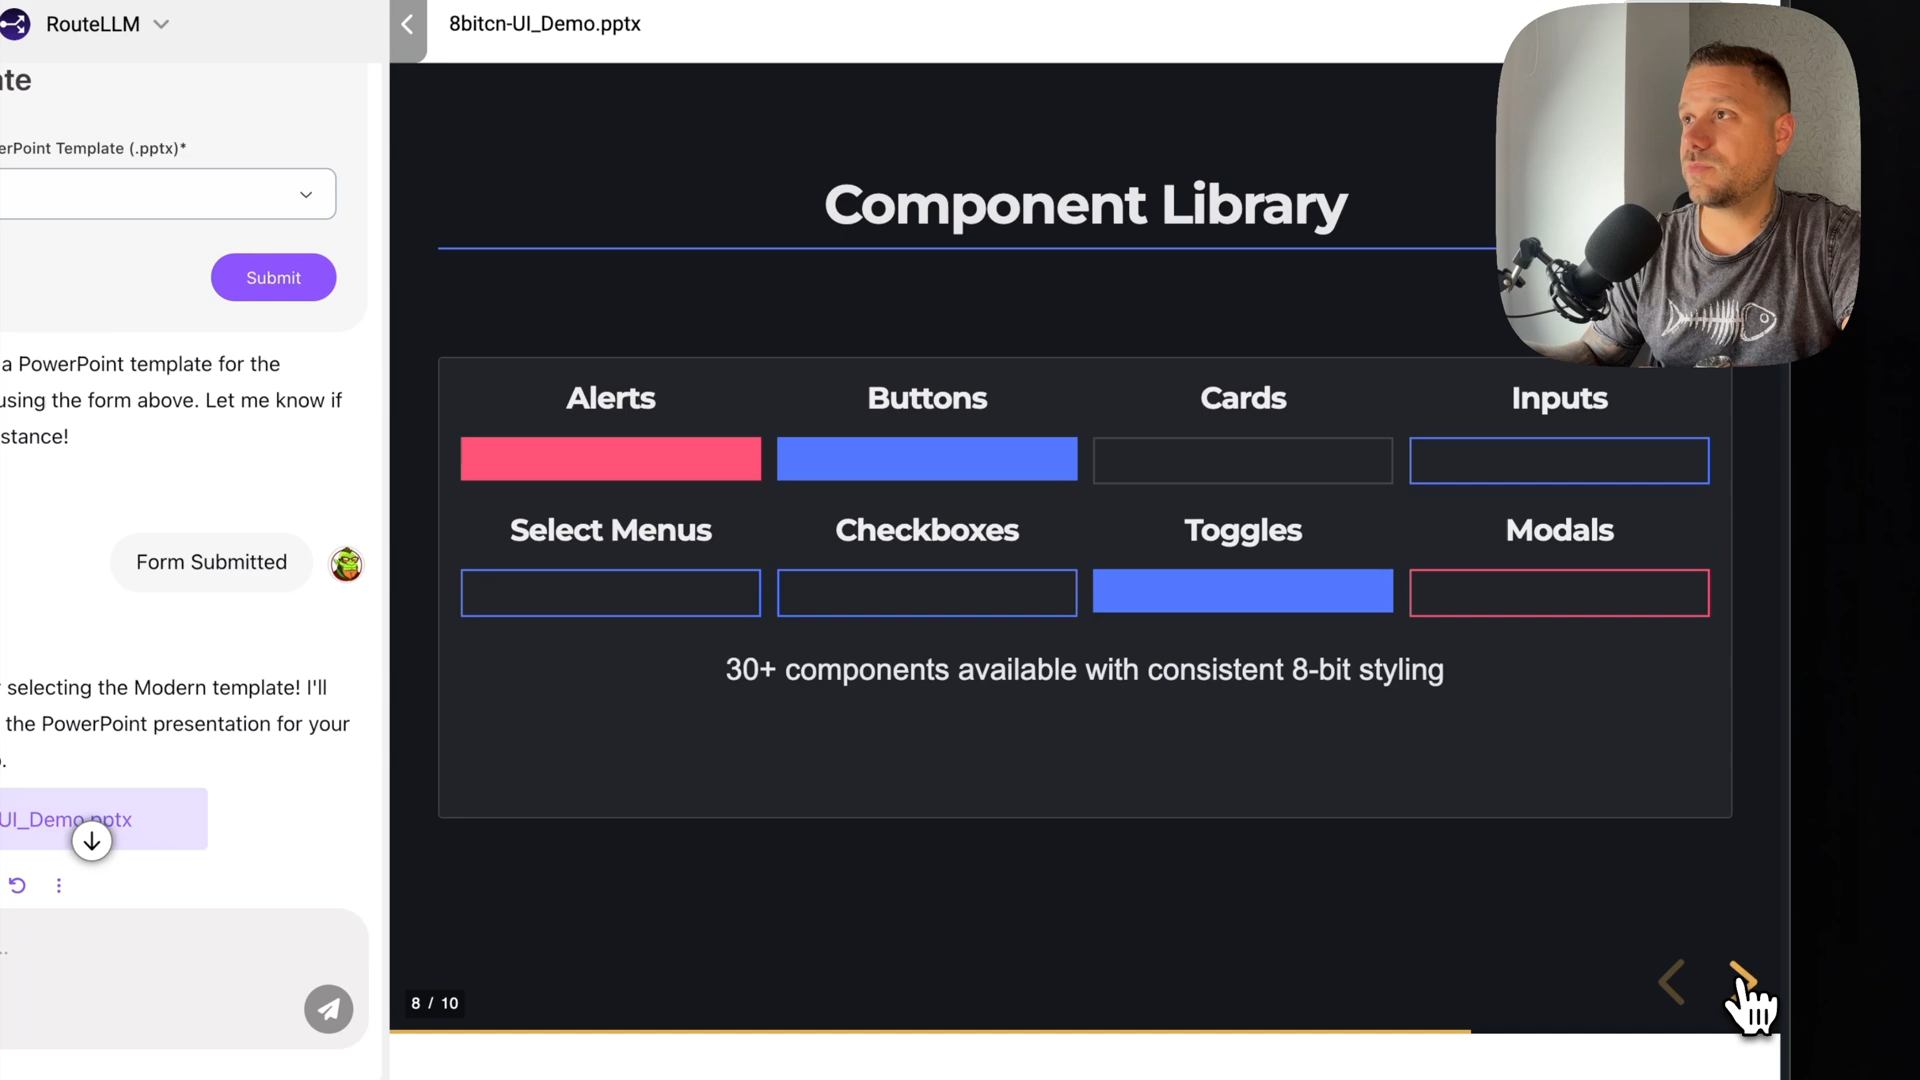 RouteLLM
8bitcn-UI_Demo.pptx
ate
erPoint Template (.pptx)*
Submit
a PowerPoint template for the
using the form above. Let me know if
stance!
Form Submitted
selecting the Modern template! I'll
the PowerPoint presentation for your
UI_Demo.pptx
Component Library
Alerts
Buttons
Cards
Inputs
Select Menus
Checkboxes
Toggles
Modals
30+ components available with consistent 8-bit styling
8 / 10